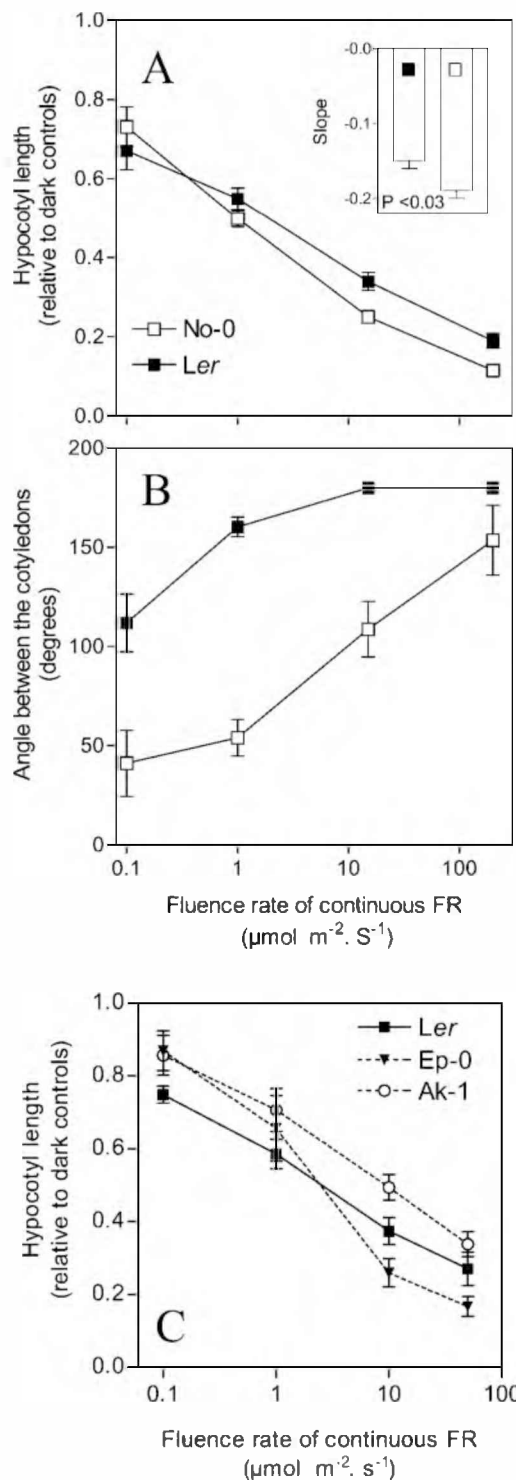 1.0
0.8
0.6
0.4
0.2
0.0
Hypocotyl length
(relative to dark controls)
A
-0.0
-0.1
-0.2
Slope
P <0.03
No-0
Ler
200
150
100
50
0
Angle between the cotyledons
(degrees)
B
0.1
1
10
100
Fluence rate of continuous FR
(µmol m⁻². S⁻¹)
1.0
0.8
0.6
0.4
0.2
0.0
Hypocotyl length
(relative to dark controls)
Ler
Ep-0
Ak-1
C
0.1
1
10
100
Fluence rate of continuous FR
(µmol m⁻². s⁻¹)